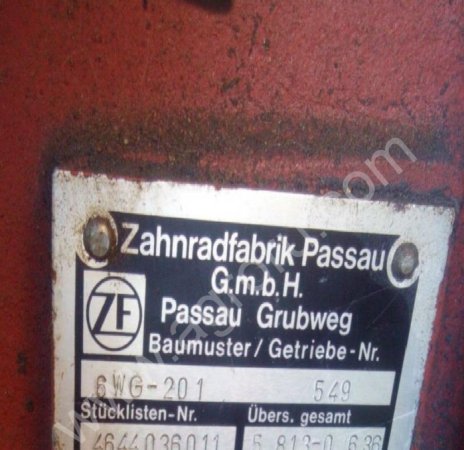 Zahnradfabrik Passau
G.m.b.H.
ZF
Passau Grubweg
Baumuster/Getriebe-Nr.
6WG-201 549
Stücklisten-Nr. Übers. gesamt
4644036011 5,813-0,636